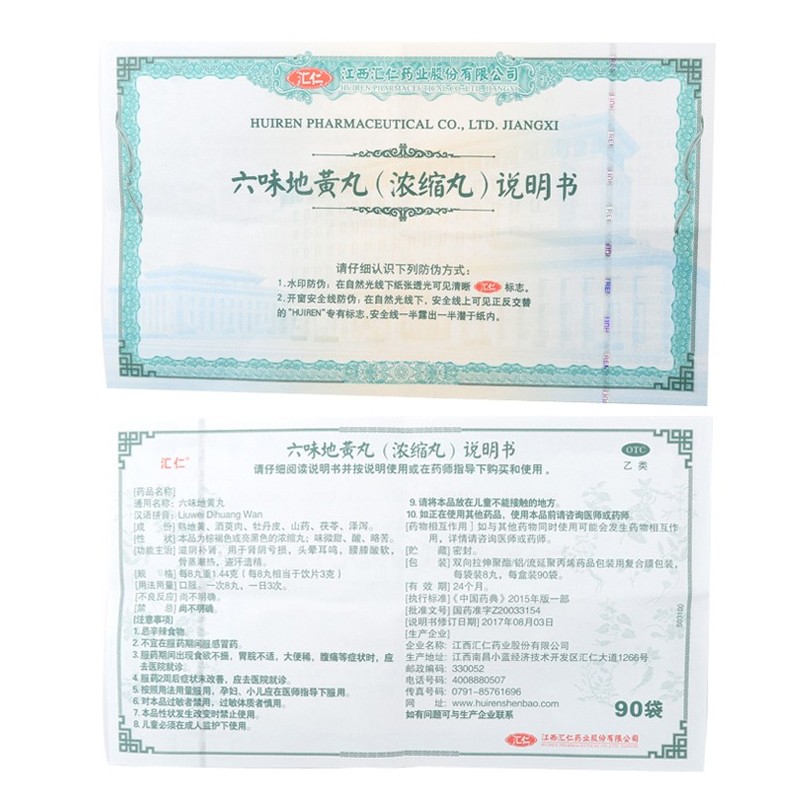 汇仁 江西汇仁药业股份有限公司
HUIREN PHARMACEUTICAL CO., LTD. JIANGXI
HUIREN PHARMACEUTICAL CO., LTD. JIANGXI
六味地黄丸（浓缩丸）说明书
请仔细认识下列防伪方式：
1.水印防伪：在自然光线下纸张透光可见清晰 汇仁 标志。
2.开窗安全线防伪：在自然光线下，安全线上可见正反交替
的"HUIREN"专有标志，安全线一半露出一半潜于纸内。
汇仁
六味地黄丸（浓缩丸）说明书
请仔细阅读说明书并按说明使用或在药师指导下购买和使用。
OTC
乙类
[药品名称]
通用名称：六味地黄丸
汉语拼音：Liuwei Dihuang Wan
[成 份] 熟地黄、酒萸肉、牡丹皮、山药、茯苓、泽泻。
[性 状] 本品为棕褐色或亮黑色的浓缩丸；味微甜、酸、略苦。
[功能主治] 滋阴补肾。用于肾阴亏损，头晕耳鸣，腰膝酸软，
骨蒸潮热，盗汗遗精。
[规 格] 每8丸重1.44克（每8丸相当于饮片3克）
[用法用量] 口服。一次8丸，一日3次。
[不良反应] 尚不明确。
[禁 忌] 尚不明确。
[注意事项]
1.忌辛辣食物。
2.不宜在服药期间服感冒药。
3.服药期间出现食欲不振，胃脘不适，大便稀，腹痛等症状时，应
去医院就诊。
4.服药2周后症状未改善，应去医院就诊。
5.按照用法用量服用，孕妇、小儿应在医师指导下服用。
6.对本品过敏者禁用，过敏体质者慎用。
7.本品性状发生改变时禁止使用。
8.儿童必须在成人监护下使用。
9.请将本品放在儿童不能接触的地方。
10.如正在使用其他药品，使用本品前请咨询医师或药师。
[药物相互作用] 如与其他药物同时使用可能会发生药物相互作
用，详情请咨询医师或药师。
[贮 藏] 密封。
[包 装] 双向拉伸聚酯/铝/流延聚丙烯药品包装用复合膜包装，
每袋装8丸，每盒装90袋。
[有 效 期] 24个月。
[执行标准] 《中国药典》2015年版一部
[批准文号] 国药准字Z20033154
[说明书修订日期] 2017年08月03日
[生产企业]
企业名称：江西汇仁药业股份有限公司
生产地址：江西南昌小蓝经济技术开发区汇仁大道1266号
邮政编码：330052
电话号码：4008880507
传真号码：0791-85761696
网 址：www.huirenshenbao.com
如有问题可与生产企业联系
90袋
汇仁 江西汇仁药业股份有限公司
HUIREN PHARMACEUTICAL CO., LTD. JIANGXI